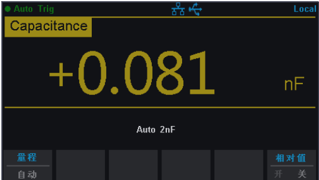 Auto Trig Local
Capacitance
+0.081 nF
Auto 2nF
量程 相对值
自动 开 关